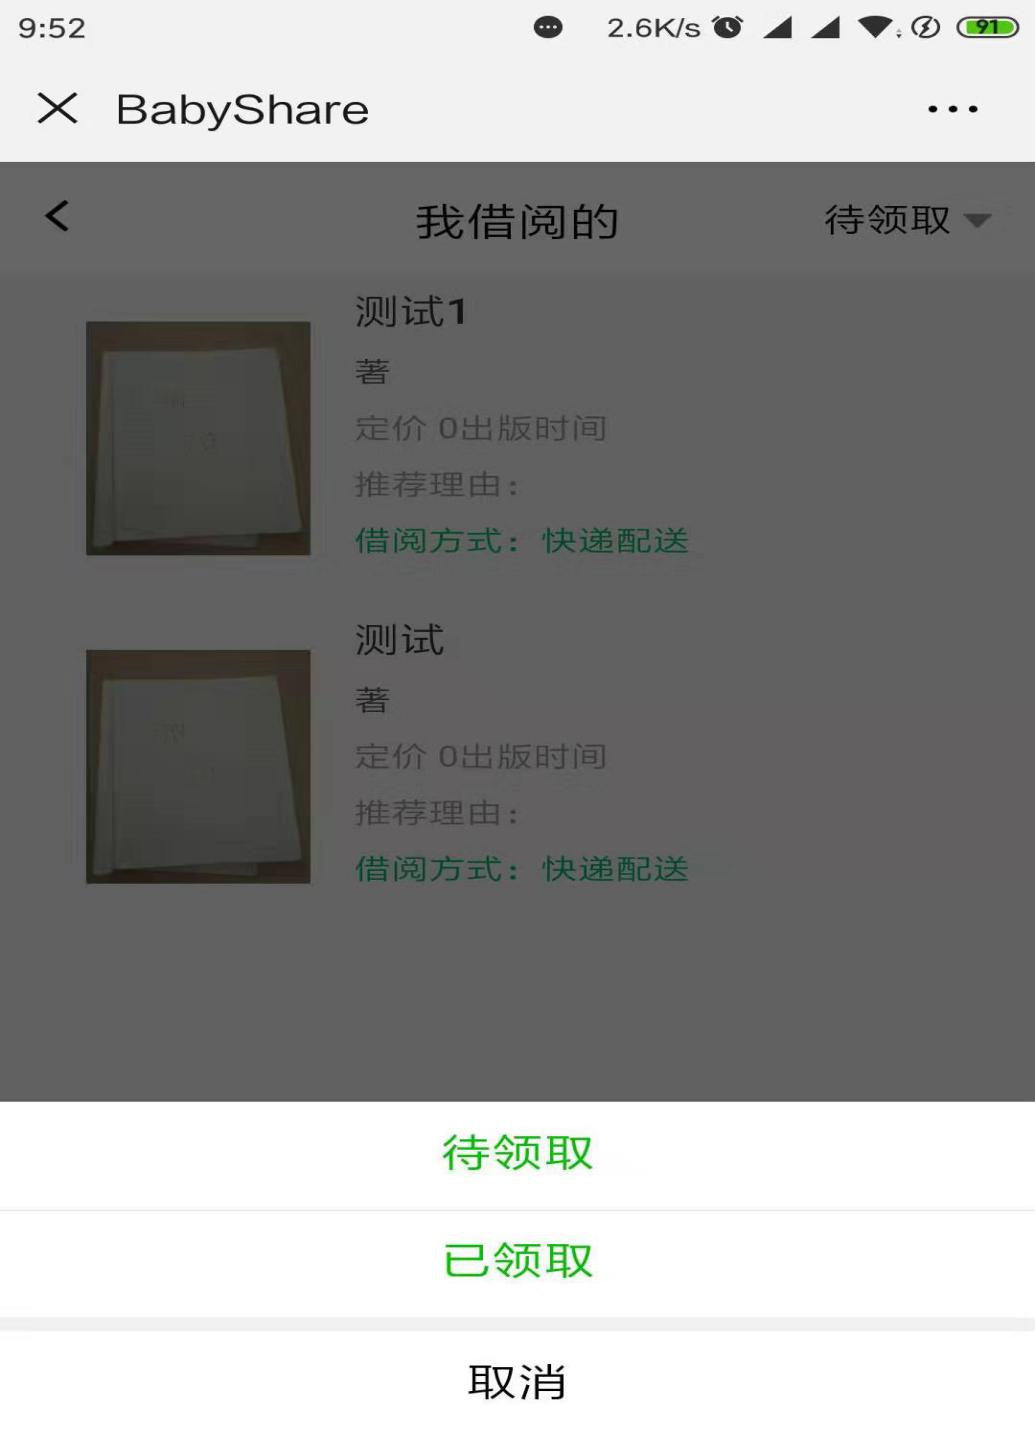 9:52 2.6K/s 91
BabyShare
我借阅的 待领取
测试1
著
定价 0出版时间
推荐理由：
借阅方式：快递配送
测试
著
定价 0出版时间
推荐理由：
借阅方式：快递配送
待领取
已领取
取消